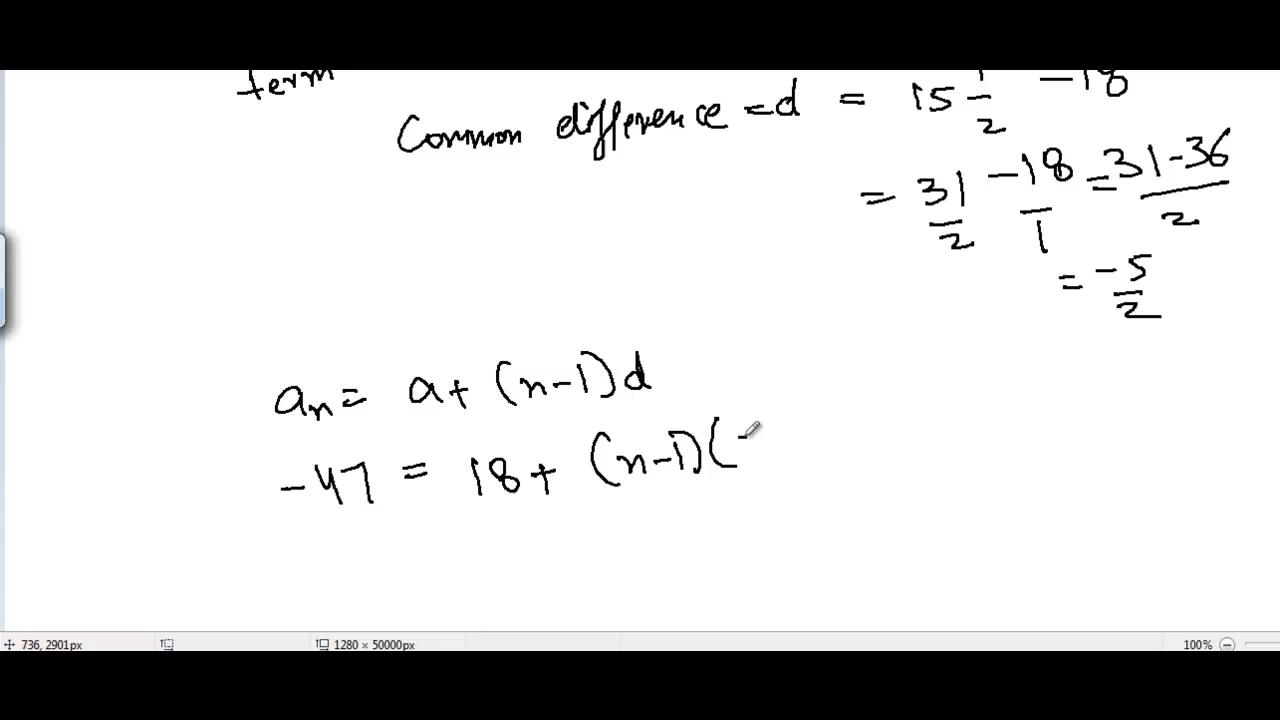 term
Common difference = d = 15 1/2 - 18
= 31/2 - 18/1 = 31-36/2
= -5/2
an = a + (n-1)d
-47 = 18 + (n-1)(-
736, 2901px
1280 × 50000px
100%